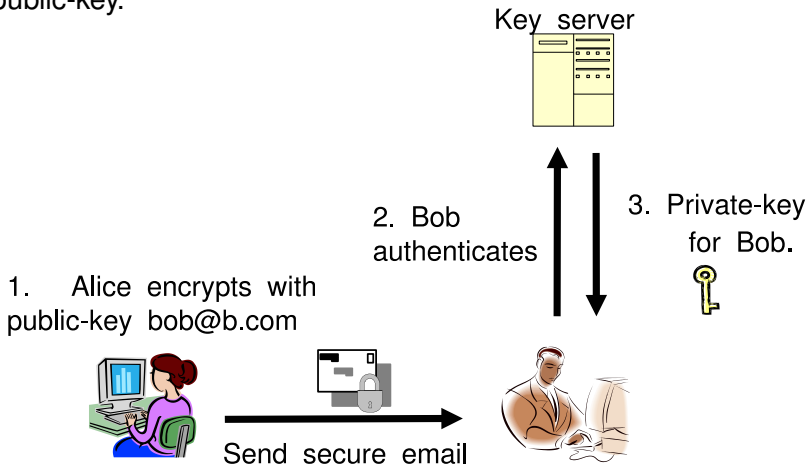 public-key.
Key server
2. Bob
authenticates
3. Private-key
for Bob.
1. Alice encrypts with
public-key bob@b.com
Send secure email